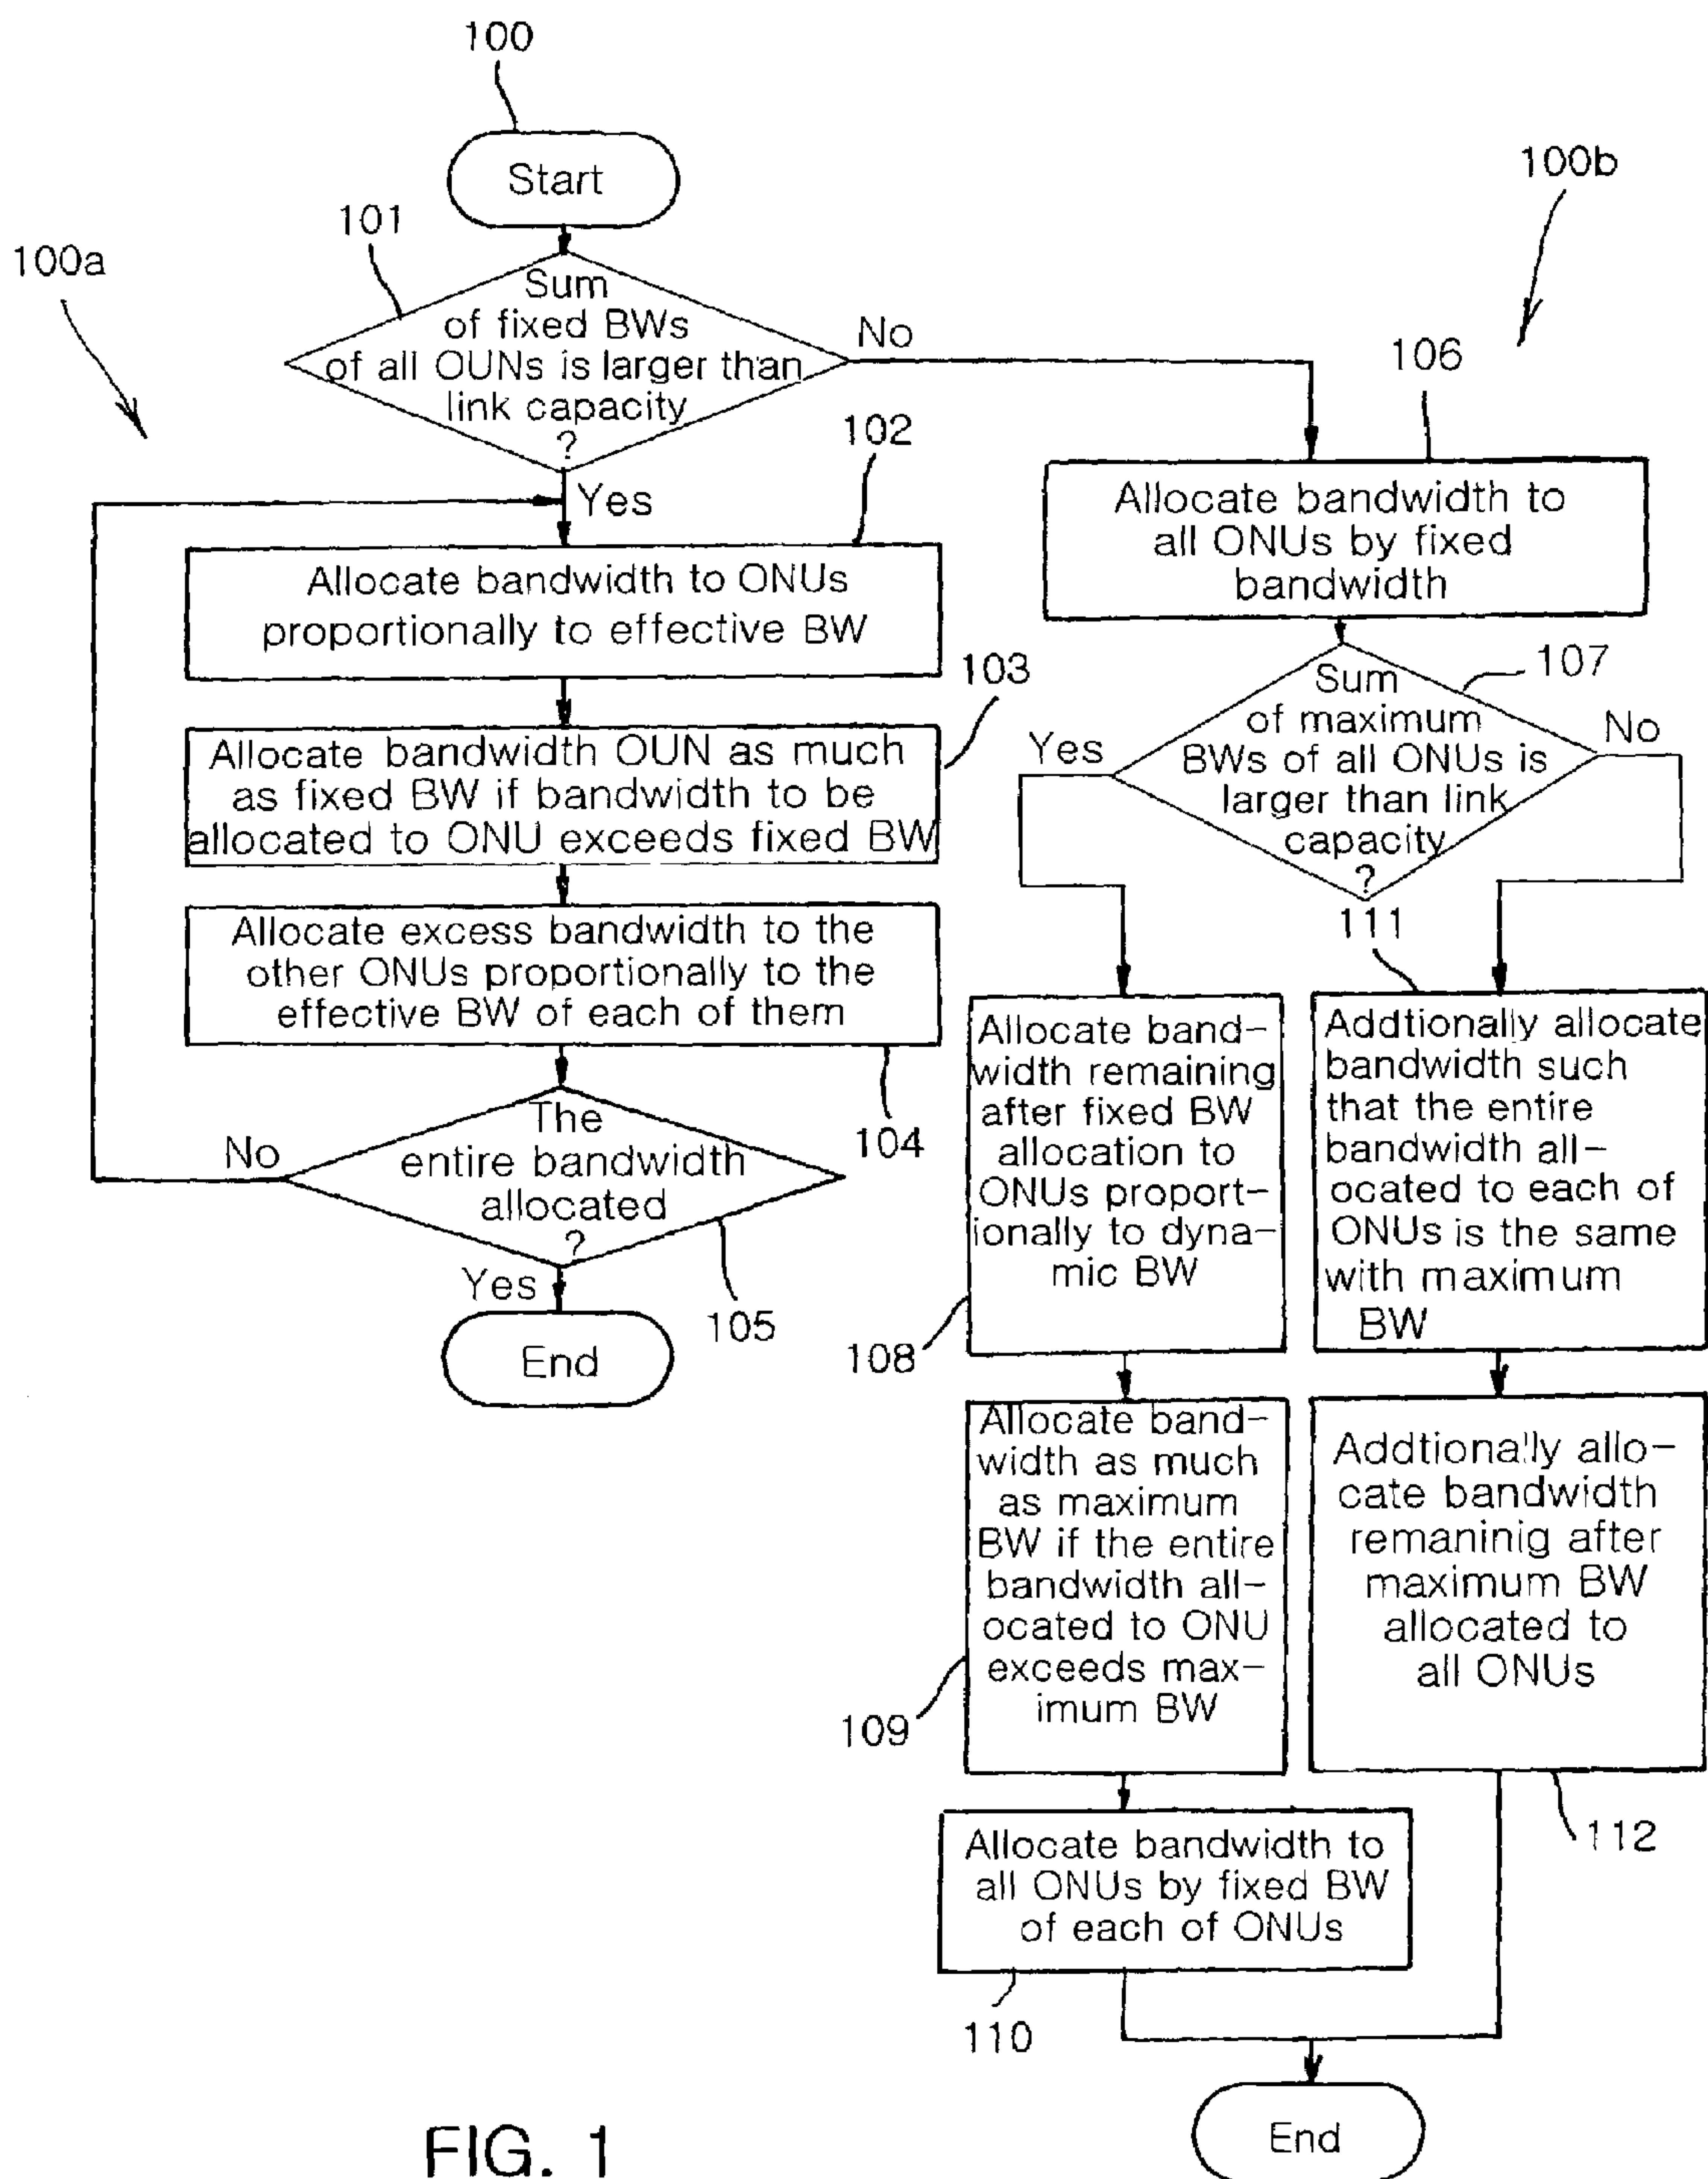 100
Start
100b
101
100a
Sum
of fixed BWs
of all OUNs is larger than
link capacity
?
No
106
102
Yes
Allocate bandwidth to
all ONUs by fixed
bandwidth
Allocate bandwidth to ONUs
proportionally to effective BW
103
107
Sum
of maximum
BWs of all ONUs is
larger than link
capacity
?
Yes
No
Allocate bandwidth OUN as much
as fixed BW if bandwidth to be
allocated to ONU exceeds fixed BW
Allocate excess bandwidth to the
other ONUs proportionally to the
effective BW of each of them
104
111
The
entire bandwidth
allocated
?
No
Yes
105
End
Allocate band-
width remaining
after fixed BW
allocation to
ONUs proport-
ionally to dyna-
mic BW
108
Addtionally allocate
bandwidth such
that the entire
bandwidth all-
ocated to each of
ONUs is the same
with maximum
BW
Allocate band-
width as much
as maximum
BW if the entire
bandwidth all-
ocated to ONU
exceeds max-
imum BW
109
Addtionally allo-
cate bandwidth
remaninig after
maximum BW
allocated to
all ONUs
112
Allocate bandwidth to
all ONUs by fixed BW
of each of ONUs
110
End
FIG. 1